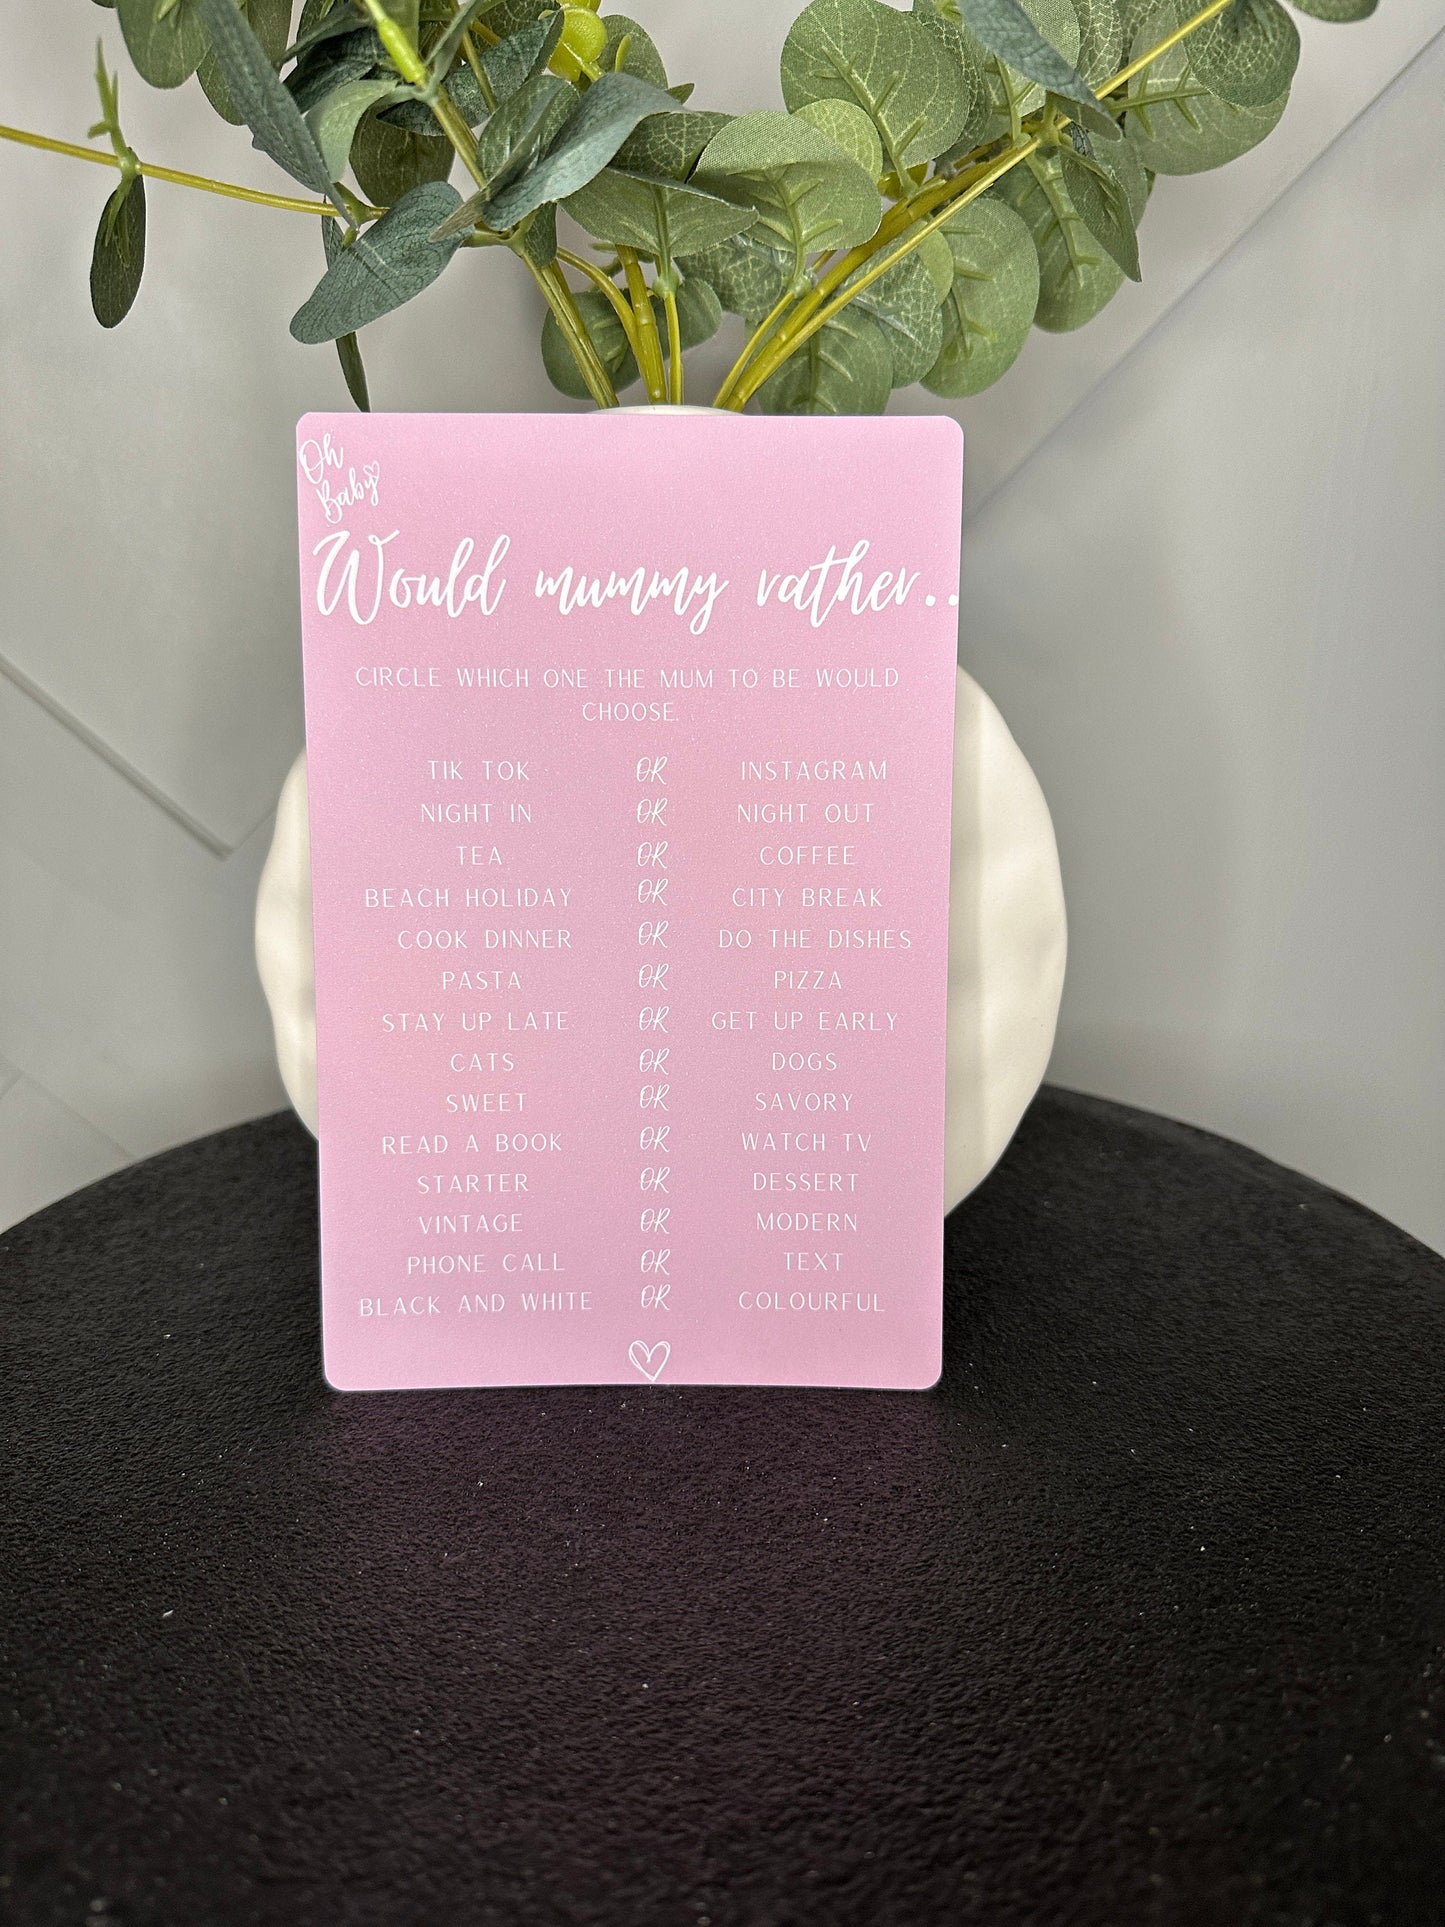 Oh
Baby
Would mummy rather..
CIRCLE WHICH ONE THE MUM TO BE WOULD
CHOOSE.
TIK TOK OR INSTAGRAM
NIGHT IN OR NIGHT OUT
TEA OR COFFEE
BEACH HOLIDAY OR CITY BREAK
COOK DINNER OR DO THE DISHES
PASTA OR PIZZA
STAY UP LATE OR GET UP EARLY
CATS OR DOGS
SWEET OR SAVORY
READ A BOOK OR WATCH TV
STARTER OR DESSERT
VINTAGE OR MODERN
PHONE CALL OR TEXT
BLACK AND WHITE OR COLOURFUL